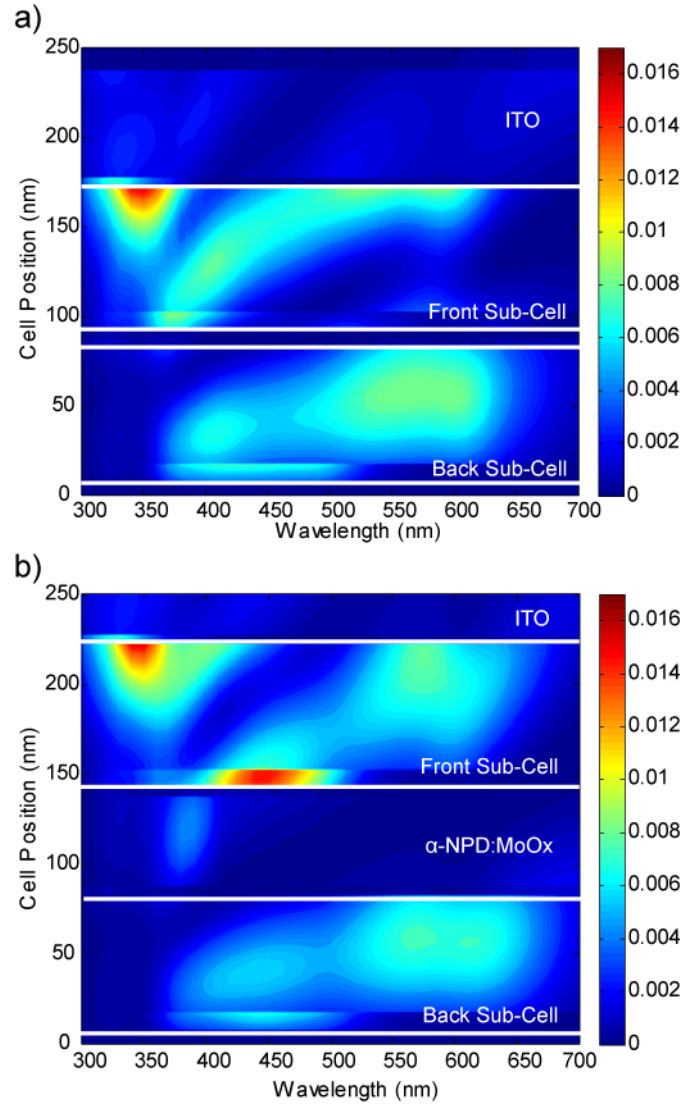 a)
250
200
150
100
50
0
Cell Position (nm)
ITO
Front Sub-Cell
Back Sub-Cell
300 350 400 450 500 550 600 650 700
Wavelength (nm)
0.016
0.014
0.012
0.01
0.008
0.006
0.004
0.002
0
b)
250
200
150
100
50
0
Cell Position (nm)
ITO
Front Sub-Cell
α-NPD:MoOx
Back Sub-Cell
300 350 400 450 500 550 600 650 700
Wavelength (nm)
0.016
0.014
0.012
0.01
0.008
0.006
0.004
0.002
0